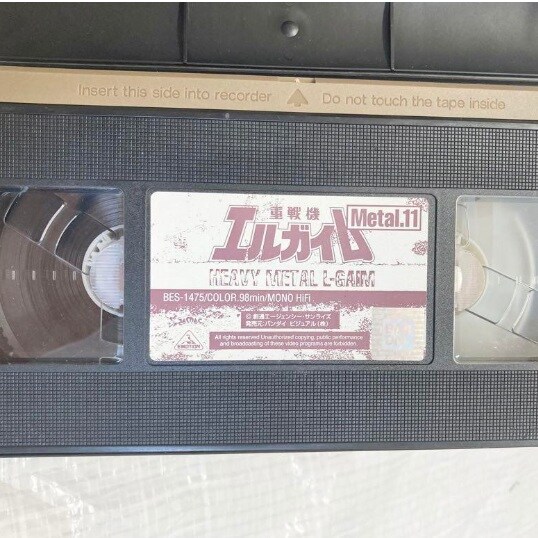 Insert this side into recorder Do not touch the tape inside
重戦機
エルガイム
Metal.11
HEAVY METAL L-GAIM
BES-1475/COLOR.98min/MONO HiFi
© 創通エージェンシー・サンライズ
発売元:バンダイビジュアル(株)
All rights reserved Unauthorized copying, public performance
and broadcasting of these video programs are forbidden.
EMOTION